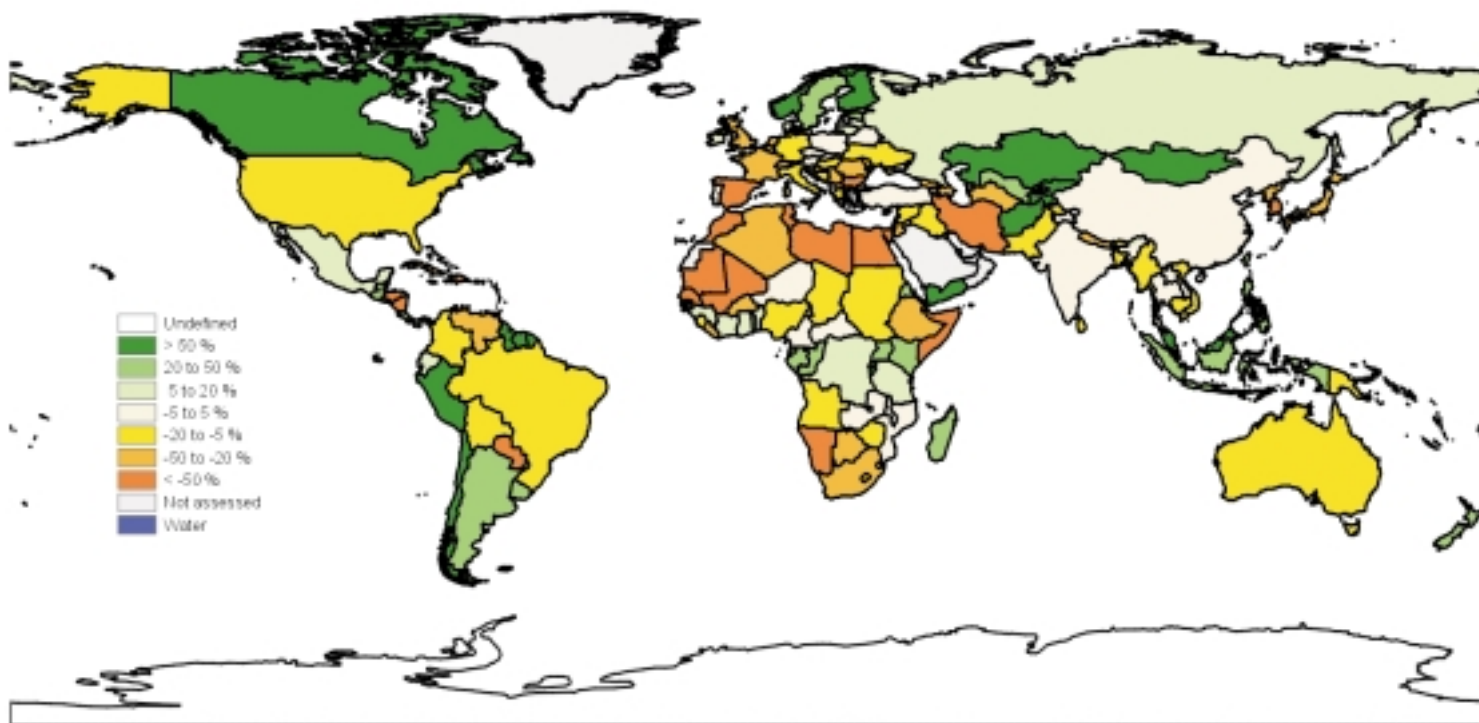 Undefined
> 50 %
20 to 50 %
5 to 20 %
-5 to 5 %
-20 to -5 %
-50 to -20 %
< -50 %
Not assessed
Water